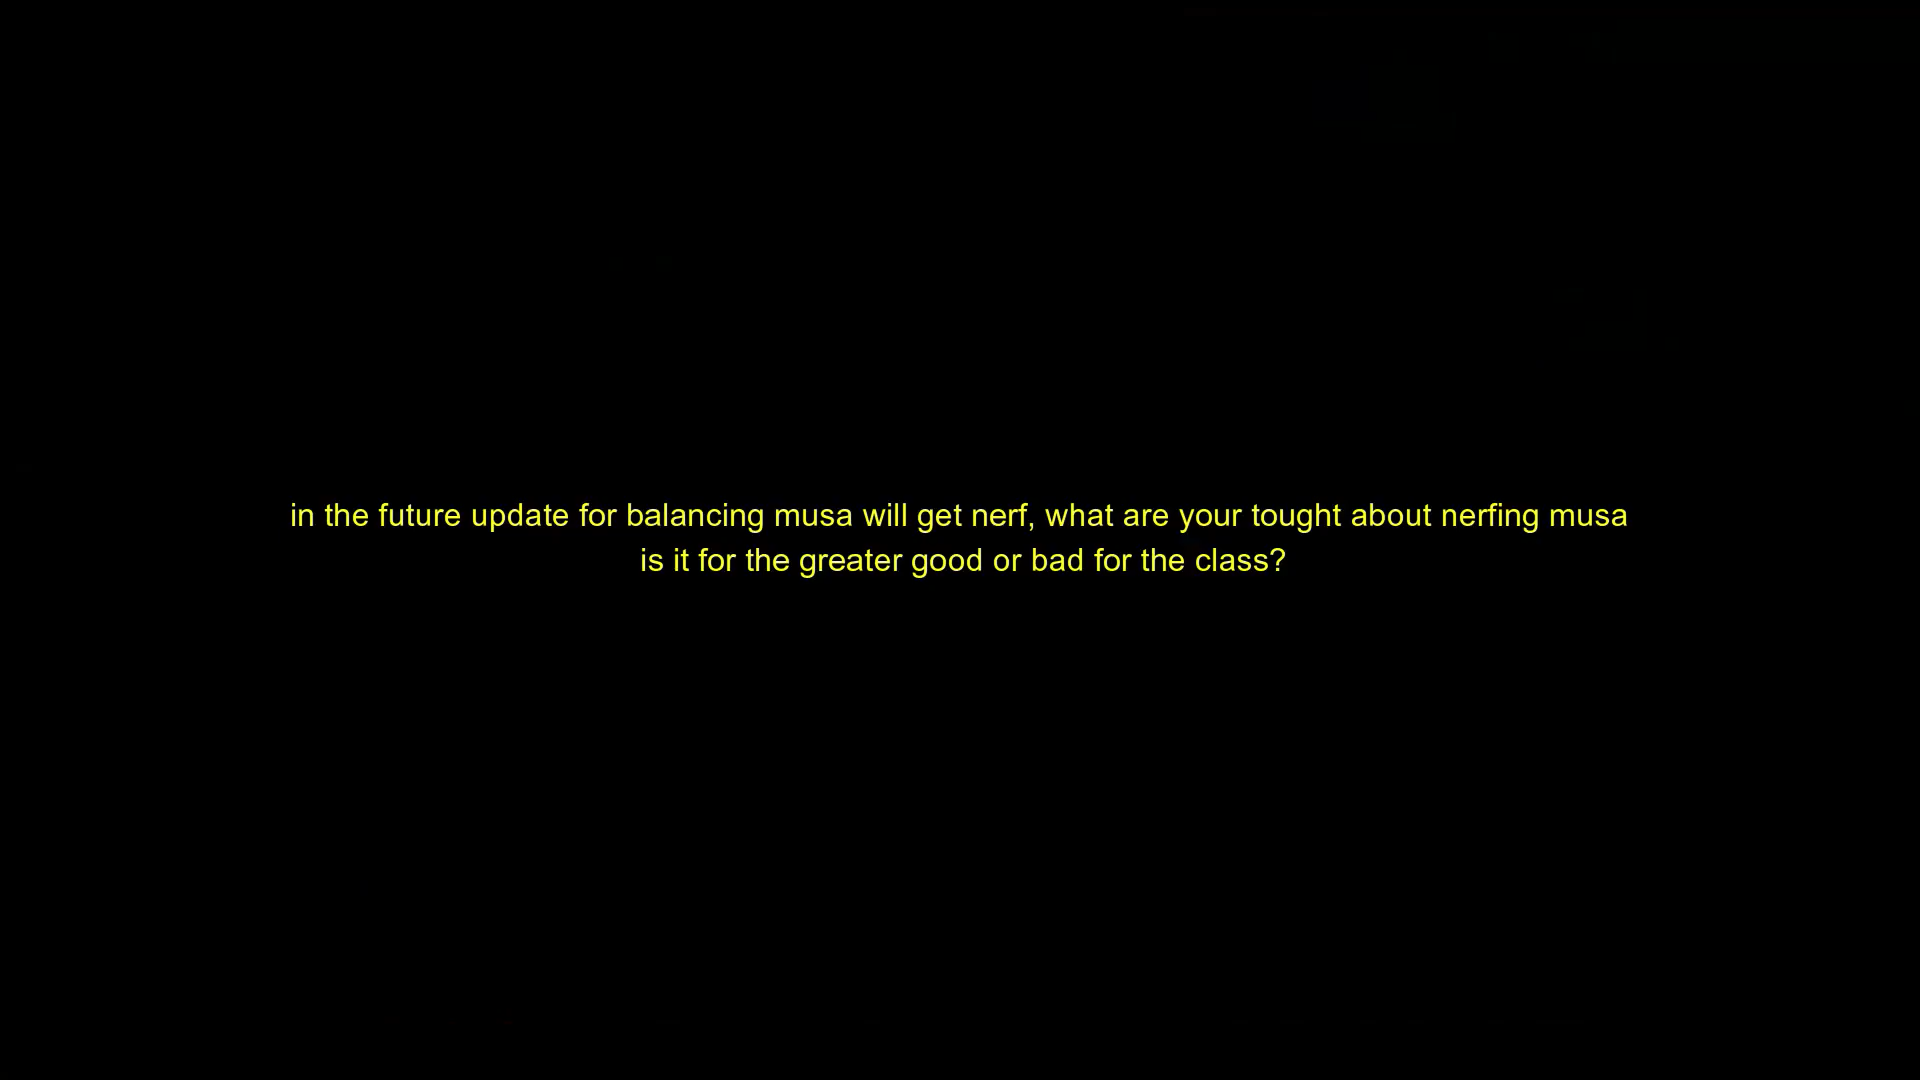 in the future update for balancing musa will get nerf, what are your tought about nerfing musa
is it for the greater good or bad for the class?